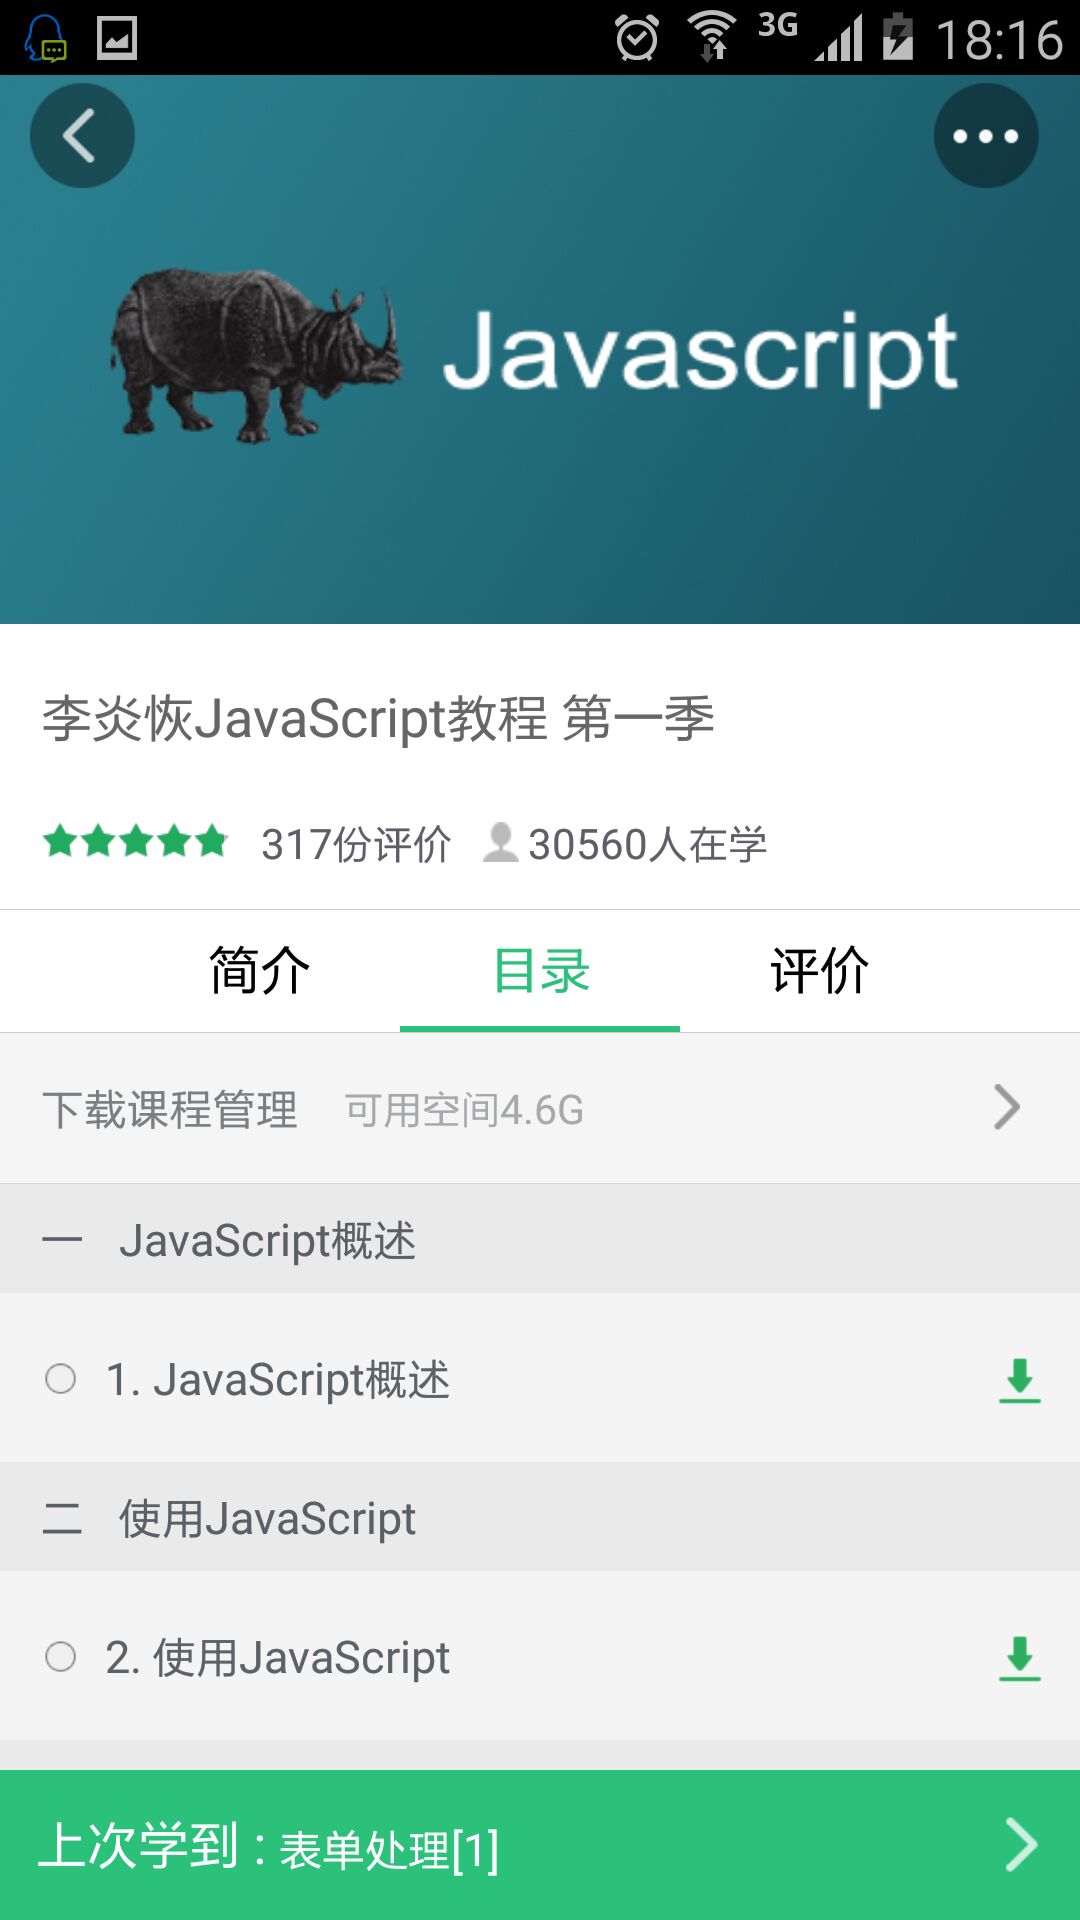 3G 18:16
Javascript
李炎恢JavaScript教程 第一季
317份评价 30560人在学
简介 目录 评价
下载课程管理 可用空间4.6G
一 JavaScript概述
1. JavaScript概述
二 使用JavaScript
2. 使用JavaScript
上次学到 : 表单处理[1]